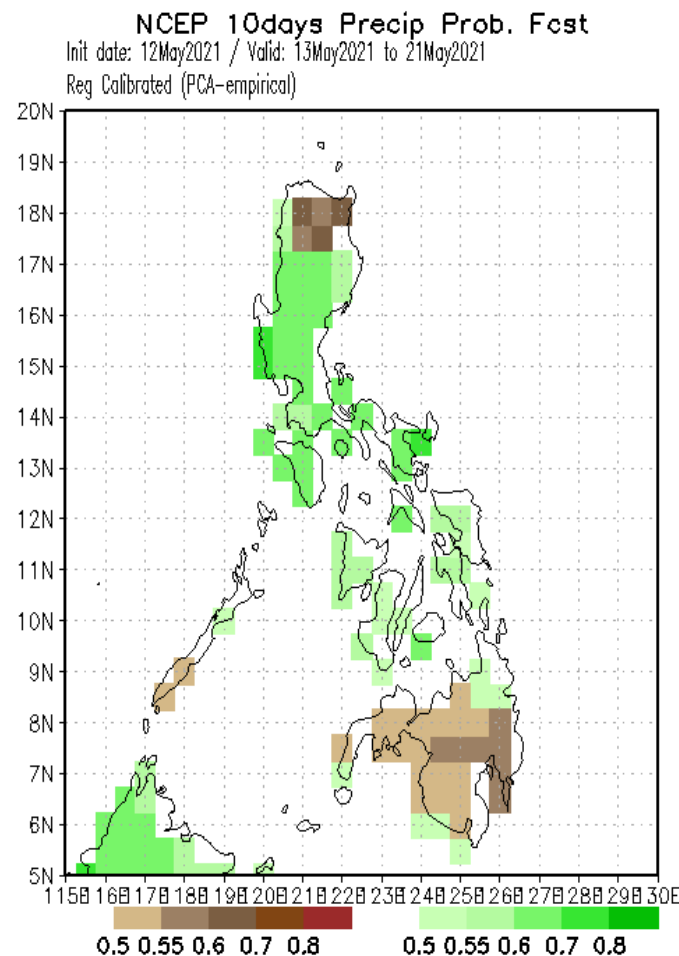 NCEP 10days Precip Prob. Fcst
Init date: 12May2021 / Valid: 13May2021 to 21May2021
Reg Calibrated (PCA-empirical)
20N
19N
18N
17N
16N
15N
14N
13N
12N
11N
10N
9N
8N
7N
6N
5N
115E 116E 117E 118E 119E 120E 121E 122E 123E 124E 125E 126E 127E 128E 129E 130E
0.5 0.55 0.6 0.7 0.8 0.5 0.55 0.6 0.7 0.8